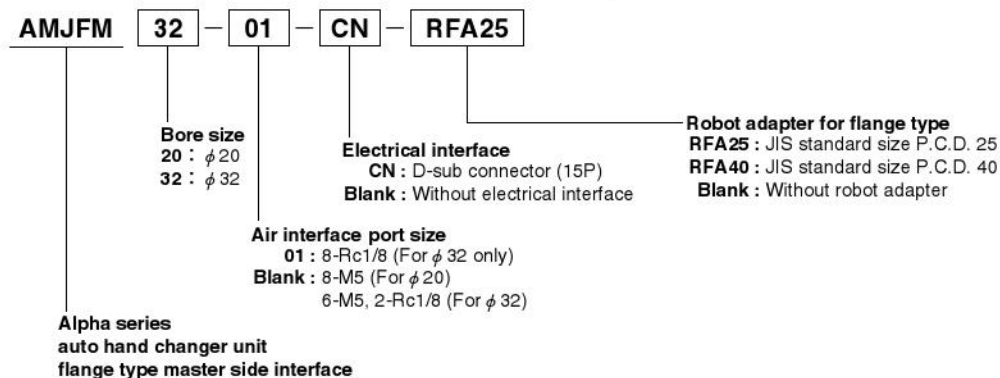 AMJFM 32 — 01 — CN — RFA25
Bore size
20 : ϕ20
32 : ϕ32
Air interface port size
01 : 8-Rc1/8 (For ϕ 32 only)
Blank : 8-M5 (For ϕ 20)
6-M5, 2-Rc1/8 (For ϕ 32)
Alpha series
auto hand changer unit
flange type master side interface
Electrical interface
CN : D-sub connector (15P)
Blank : Without electrical interface
Robot adapter for flange type
RFA25 : JIS standard size P.C.D. 25
RFA40 : JIS standard size P.C.D. 40
Blank : Without robot adapter